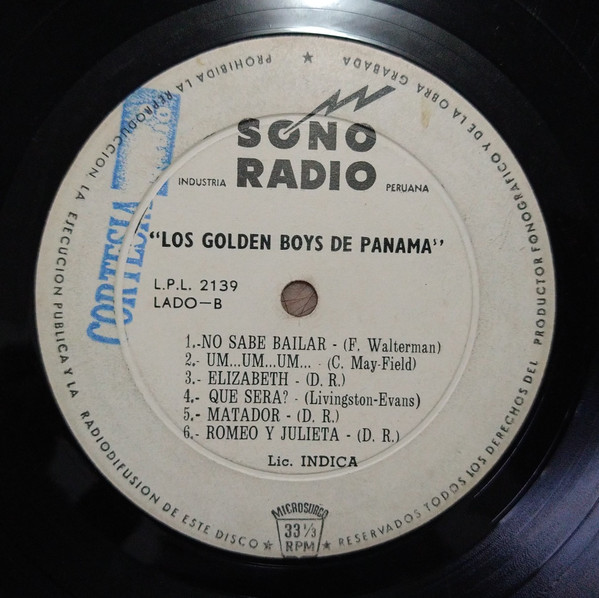 PROHIBIDA LA REPRODUCCION, LA EJECUCION PUBLICA Y LA RADIODIFUSION DE ESTE DISCO ★
★ RESERVADOS TODOS LOS DERECHOS DEL PRODUCTOR FONOGRAFICO Y DE LA OBRA GRABADA ★
CORTESIA
SONO
INDUSTRIA RADIO PERUANA
"LOS GOLDEN BOYS DE PANAMA"
L.P.L. 2139
LADO—B
1.-NO SABE BAILAR - (F. Walterman)
2.- UM...UM...UM... - (C. May-Field)
3.- ELIZABETH - (D. R.)
4.- QUE SERA? - (Livingston-Evans)
5.- MATADOR - (D. R.)
6.- ROMEO Y JULIETA - (D. R.)
Lic. INDICA
MICROSURCO
33 1/3
RPM